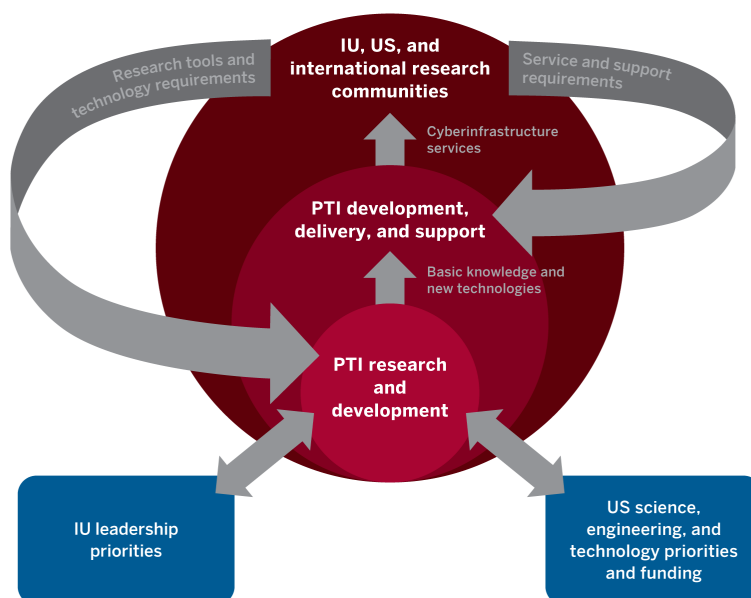 IU, US, and
international research
communities
Research tools and
technology requirements
Service and support
requirements
Cyberinfrastructure
services
PTI development,
delivery, and support
Basic knowledge and
new technologies
PTI research
and
development
IU leadership
priorities
US science,
engineering, and
technology priorities
and funding